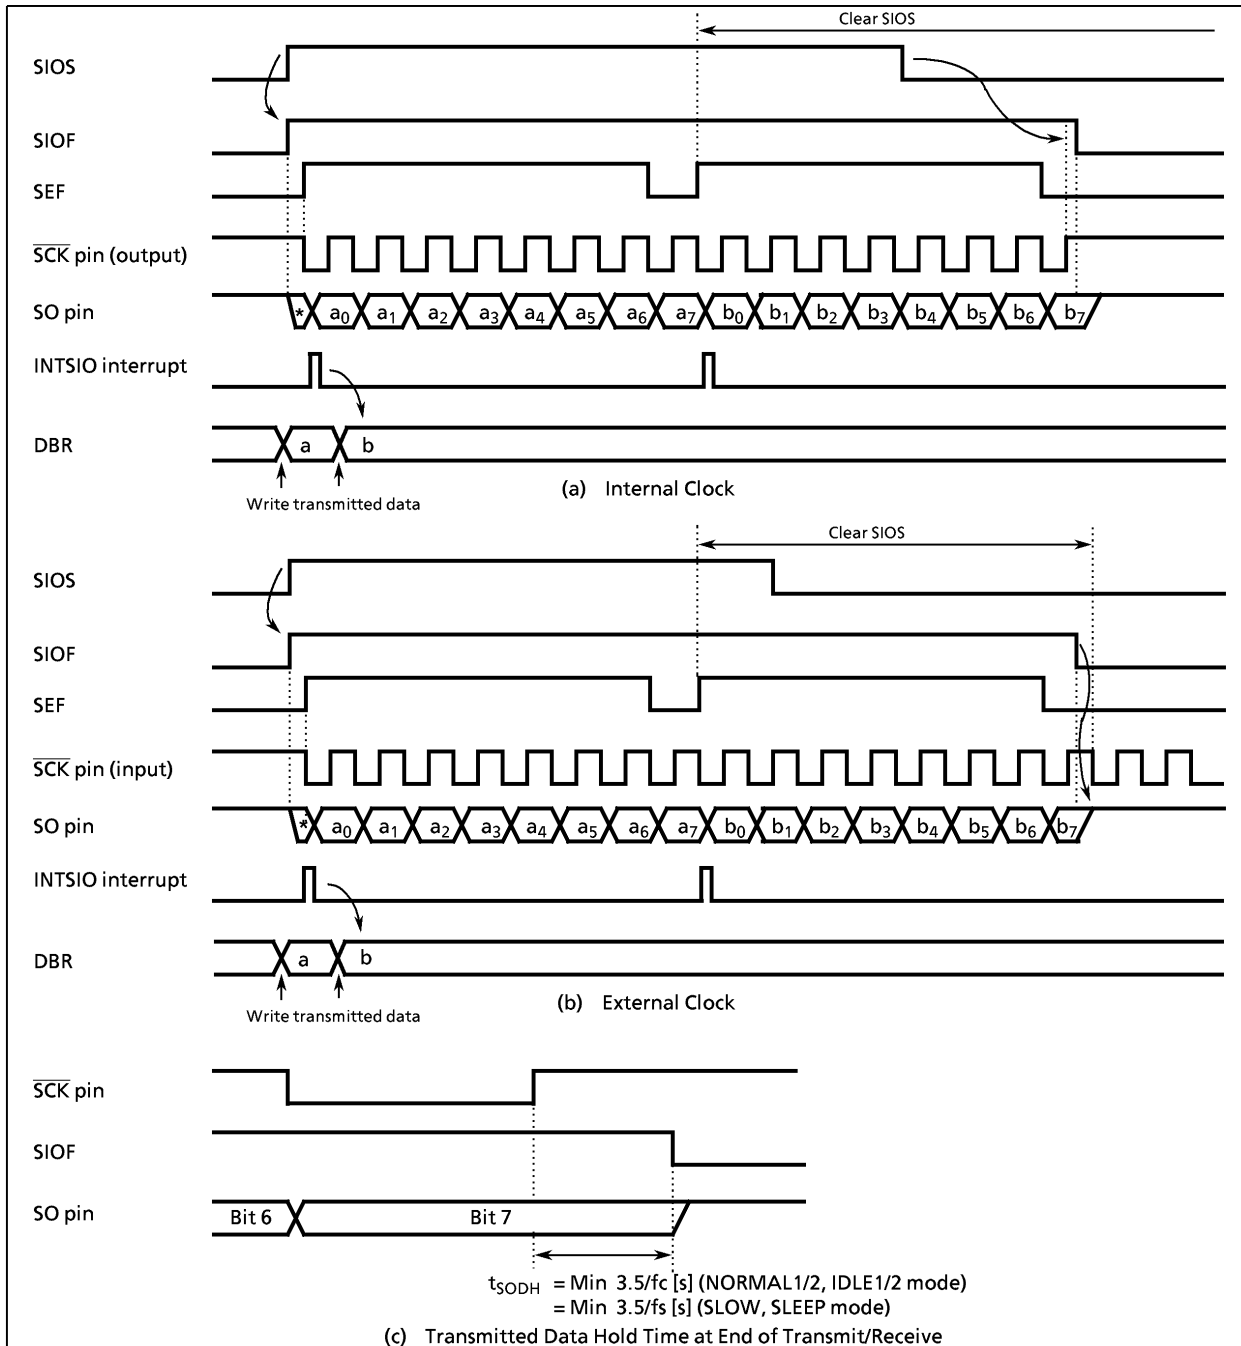 Clear SIOS
SIOS
SIOF
SEF
SCK pin (output)
SO pin
* a0 a1 a2 a3 a4 a5 a6 a7 b0 b1 b2 b3 b4 b5 b6 b7
INTSIO interrupt
DBR
a b
Write transmitted data
(a) Internal Clock
Clear SIOS
SIOS
SIOF
SEF
SCK pin (input)
SO pin
* a0 a1 a2 a3 a4 a5 a6 a7 b0 b1 b2 b3 b4 b5 b6 b7
INTSIO interrupt
DBR
a b
Write transmitted data
(b) External Clock
SCK pin
SIOF
SO pin
Bit 6 Bit 7
tSODH = Min 3.5/fc [s] (NORMAL1/2, IDLE1/2 mode)
= Min 3.5/fs [s] (SLOW, SLEEP mode)
(c) Transmitted Data Hold Time at End of Transmit/Receive